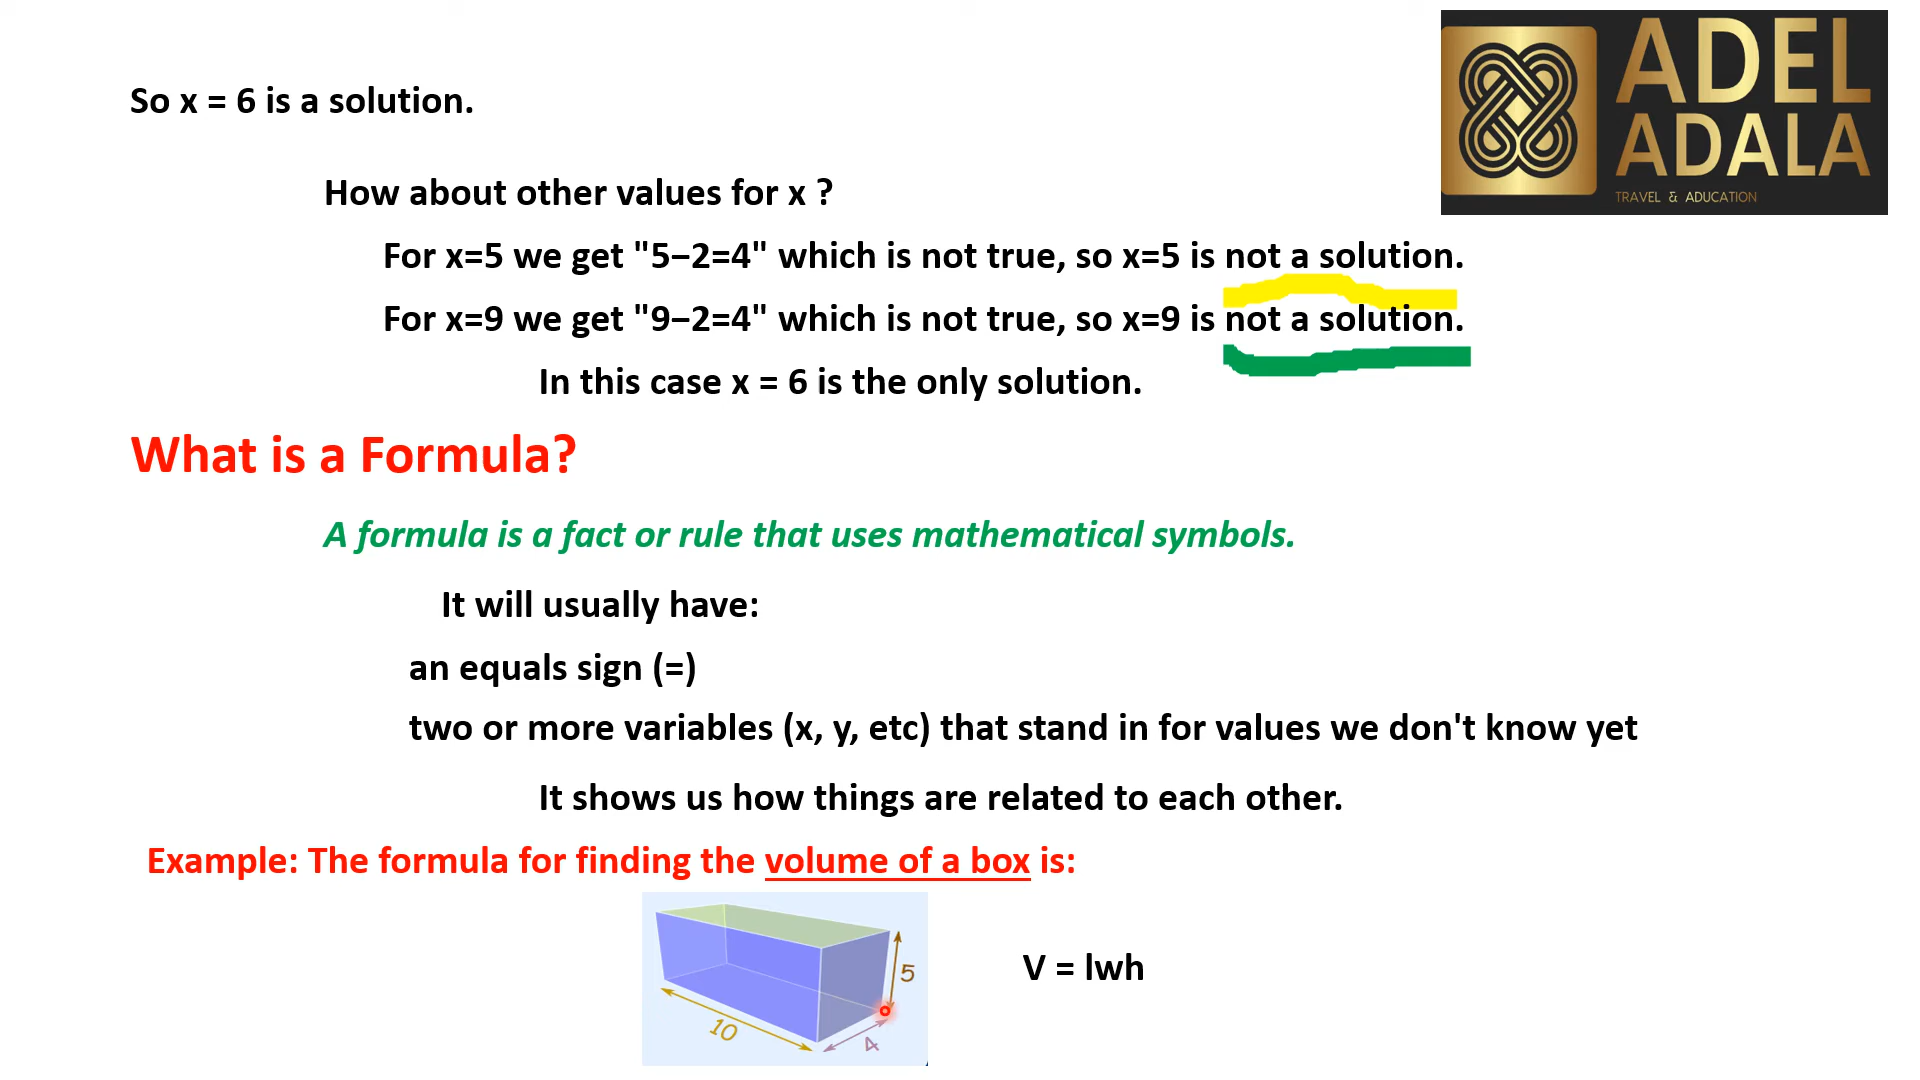 ADEL
ADALA
TRAVEL & ADUCATION
So x = 6 is a solution.
How about other values for x ?
For x=5 we get "5−2=4" which is not true, so x=5 is not a solution.
For x=9 we get "9−2=4" which is not true, so x=9 is not a solution.
In this case x = 6 is the only solution.
What is a Formula?
A formula is a fact or rule that uses mathematical symbols.
It will usually have:
an equals sign (=)
two or more variables (x, y, etc) that stand in for values we don't know yet
It shows us how things are related to each other.
Example: The formula for finding the volume of a box is:
5
V = lwh
10
4